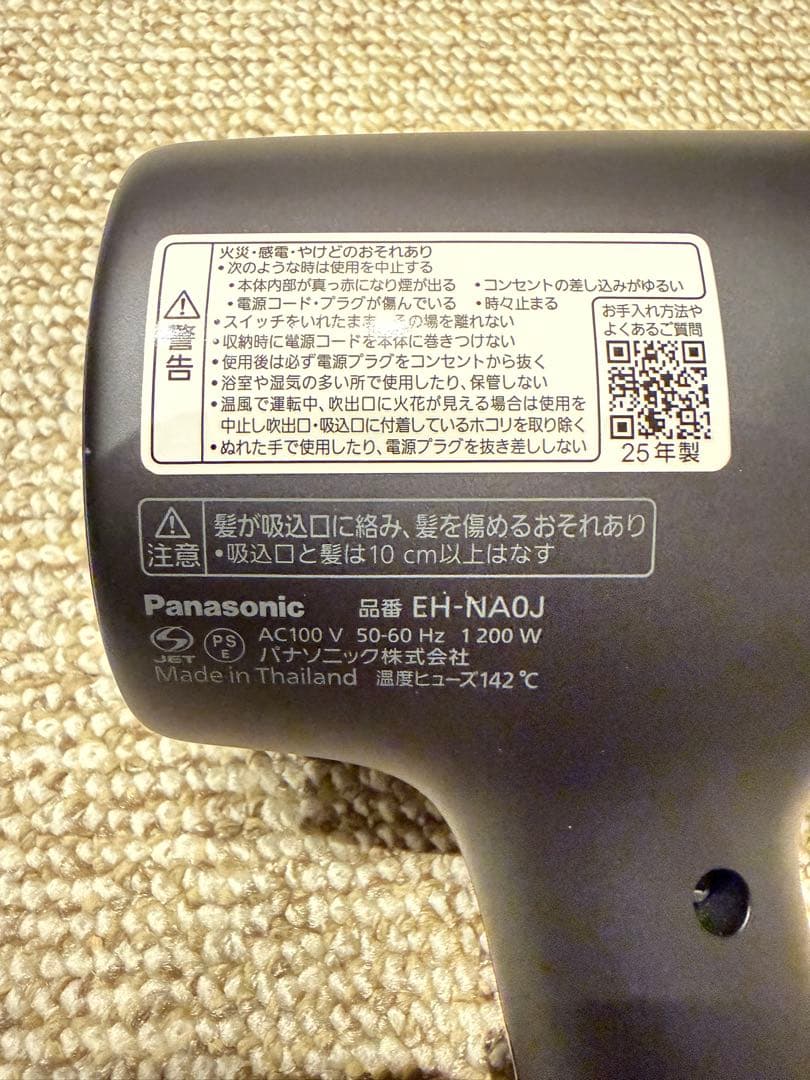 火災・感電・やけどのおそれあり
・次のような時は使用を中止する
・本体内部が真っ赤になり煙が出る ・コンセントの差し込みがゆるい
・電源コード・プラグが傷んでいる ・時々止まる
・スイッチをいれたまま その場を離れない
・収納時に電源コードを本体に巻きつけない
・使用後は必ず電源プラグをコンセントから抜く
・浴室や湿気の多い所で使用したり、保管しない
・温風で運転中、吹出口に火花が見える場合は使用を
中止し吹出口・吸込口に付着しているホコリを取り除く
・ぬれた手で使用したり、電源プラグを抜き差ししない
警告
お手入れ方法や
よくあるご質問
25年製
注意
髪が吸込口に絡み、髪を傷めるおそれあり
・吸込口と髪は10 cm以上はなす
Panasonic 品番 EH-NA0J
JET PS E AC100 V 50-60 Hz 1 200 W
パナソニック株式会社
Made in Thailand 温度ヒューズ142℃